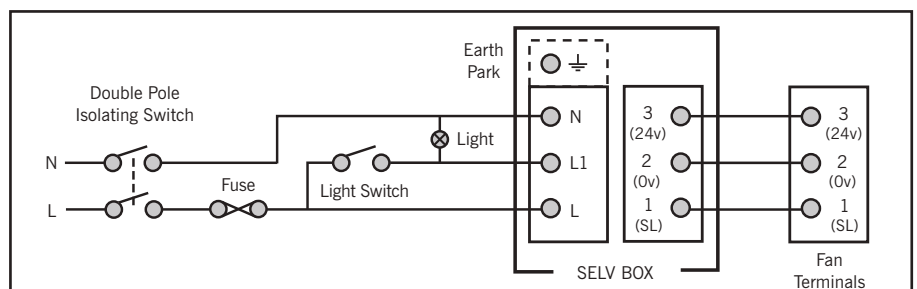 Earth
Park
Double Pole
Isolating Switch
N
3
(24v)
3
(24v)
Light
N
L1
2
(0v)
2
(0v)
Fuse
Light Switch
L
L
1
(SL)
1
(SL)
SELV BOX
Fan
Terminals